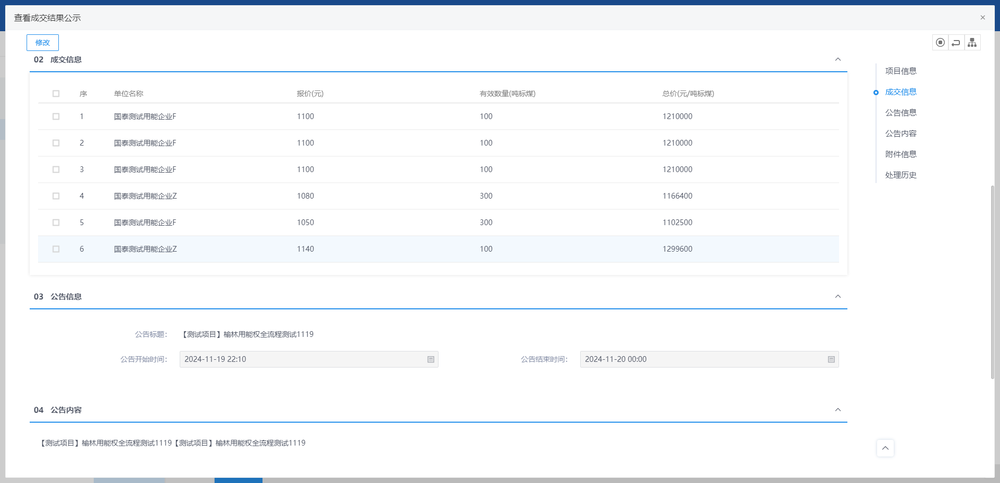 查看成交结果公示
修改
02 成交信息
序 单位名称 报价(元) 有效数量(吨标煤) 总价(元/吨标煤)
1 国泰测试用能企业F 1100 100 1210000
2 国泰测试用能企业F 1100 100 1210000
3 国泰测试用能企业F 1100 100 1210000
4 国泰测试用能企业Z 1080 300 1166400
5 国泰测试用能企业F 1050 300 1102500
6 国泰测试用能企业Z 1140 100 1299600
03 公告信息
公告标题： 【测试项目】榆林用能权全流程测试1119
公告开始时间： 2024-11-19 22:10 公告结束时间： 2024-11-20 00:00
04 公告内容
【测试项目】榆林用能权全流程测试1119【测试项目】榆林用能权全流程测试1119
项目信息
成交信息
公告信息
公告内容
附件信息
处理历史